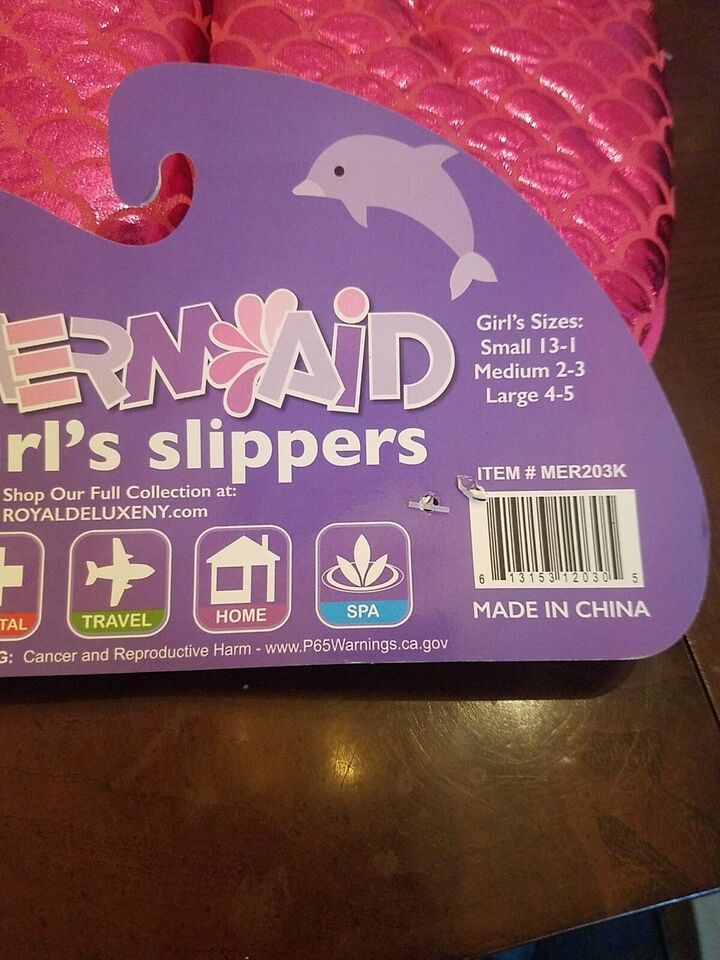 MERMAID
rl's slippers
Shop Our Full Collection at:
ROYALDELUXENY.com
TAL
TRAVEL
HOME
SPA
G: Cancer and Reproductive Harm - www.P65Warnings.ca.gov
Girl's Sizes:
Small 13-1
Medium 2-3
Large 4-5
ITEM # MER203K
6 13153 12030 5
MADE IN CHINA